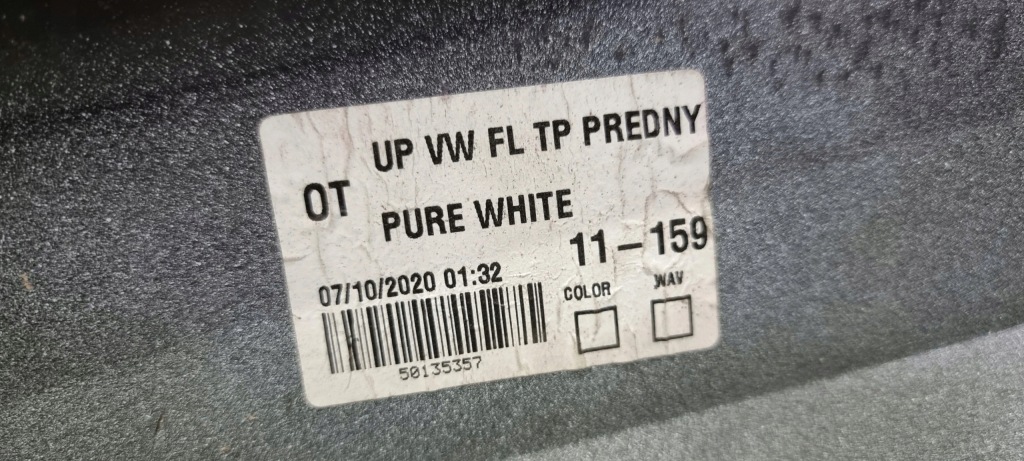 UP VW FL TP PREDNY
OT
PURE WHITE
11-159
07/10/2020 01:32
COLOR
WAV
50135357